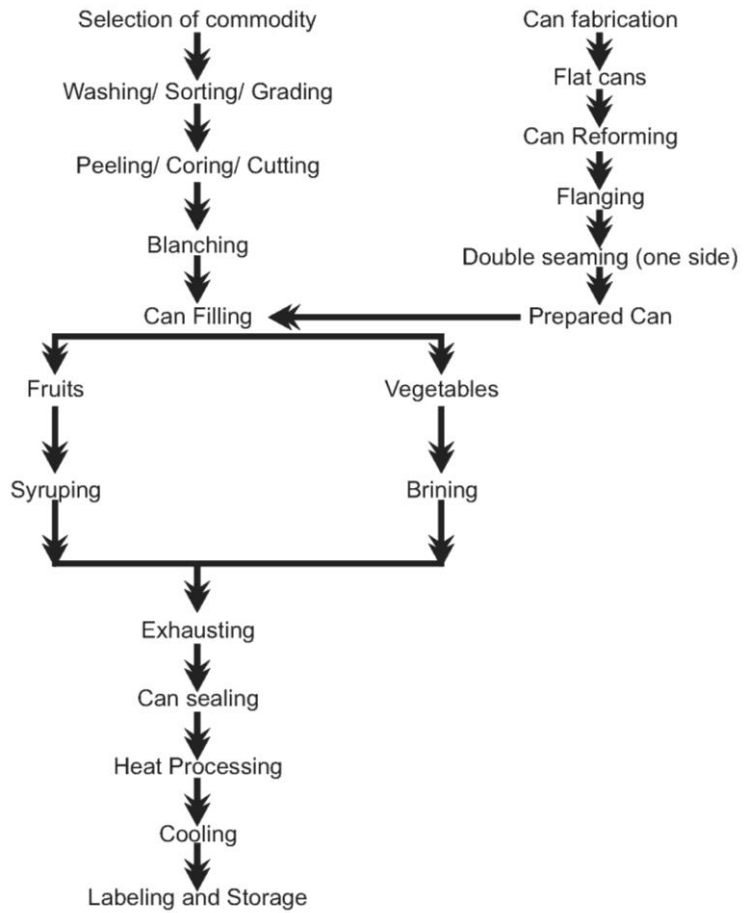 Selection of commodity
Washing/ Sorting/ Grading
Peeling/ Coring/ Cutting
Blanching
Can Filling
Can fabrication
Flat cans
Can Reforming
Flanging
Double seaming (one side)
Prepared Can
Fruits
Syruping
Vegetables
Brining
Exhausting
Can sealing
Heat Processing
Cooling
Labeling and Storage